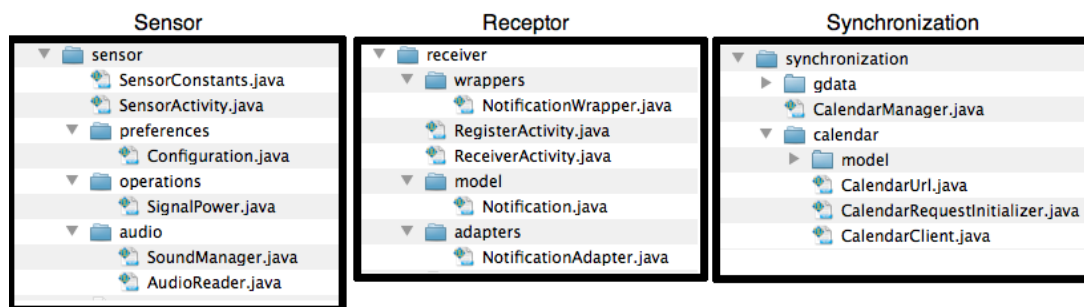 Sensor
sensor
SensorConstants.java
SensorActivity.java
preferences
Configuration.java
operations
SignalPower.java
audio
SoundManager.java
AudioReader.java
Receptor
receiver
wrappers
NotificationWrapper.java
RegisterActivity.java
ReceiverActivity.java
model
Notification.java
adapters
NotificationAdapter.java
Synchronization
synchronization
gdata
CalendarManager.java
calendar
model
CalendarUrl.java
CalendarRequestInitializer.java
CalendarClient.java